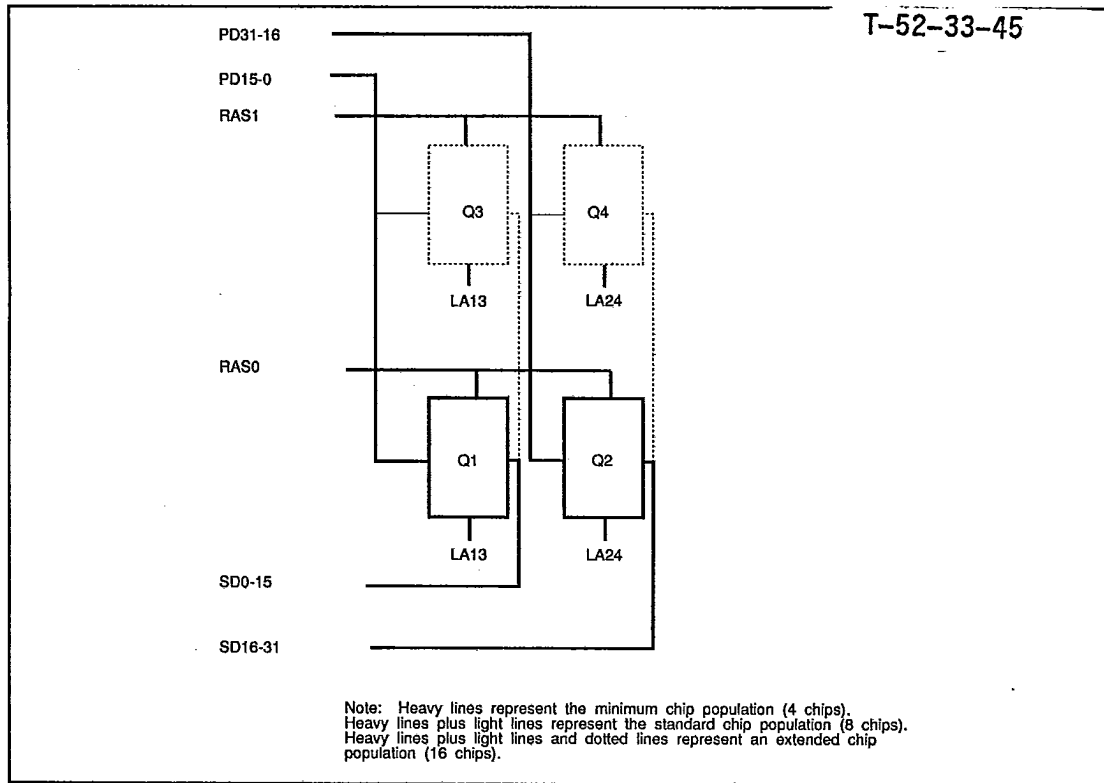 T-52-33-45
PD31-16
PD15-0
RAS1
Q3
Q4
LA13
LA24
RAS0
Q1
Q2
LA13
LA24
SD0-15
SD16-31
Note: Heavy lines represent the minimum chip population (4 chips).
Heavy lines plus light lines represent the standard chip population (8 chips).
Heavy lines plus light lines and dotted lines represent an extended chip
population (16 chips).